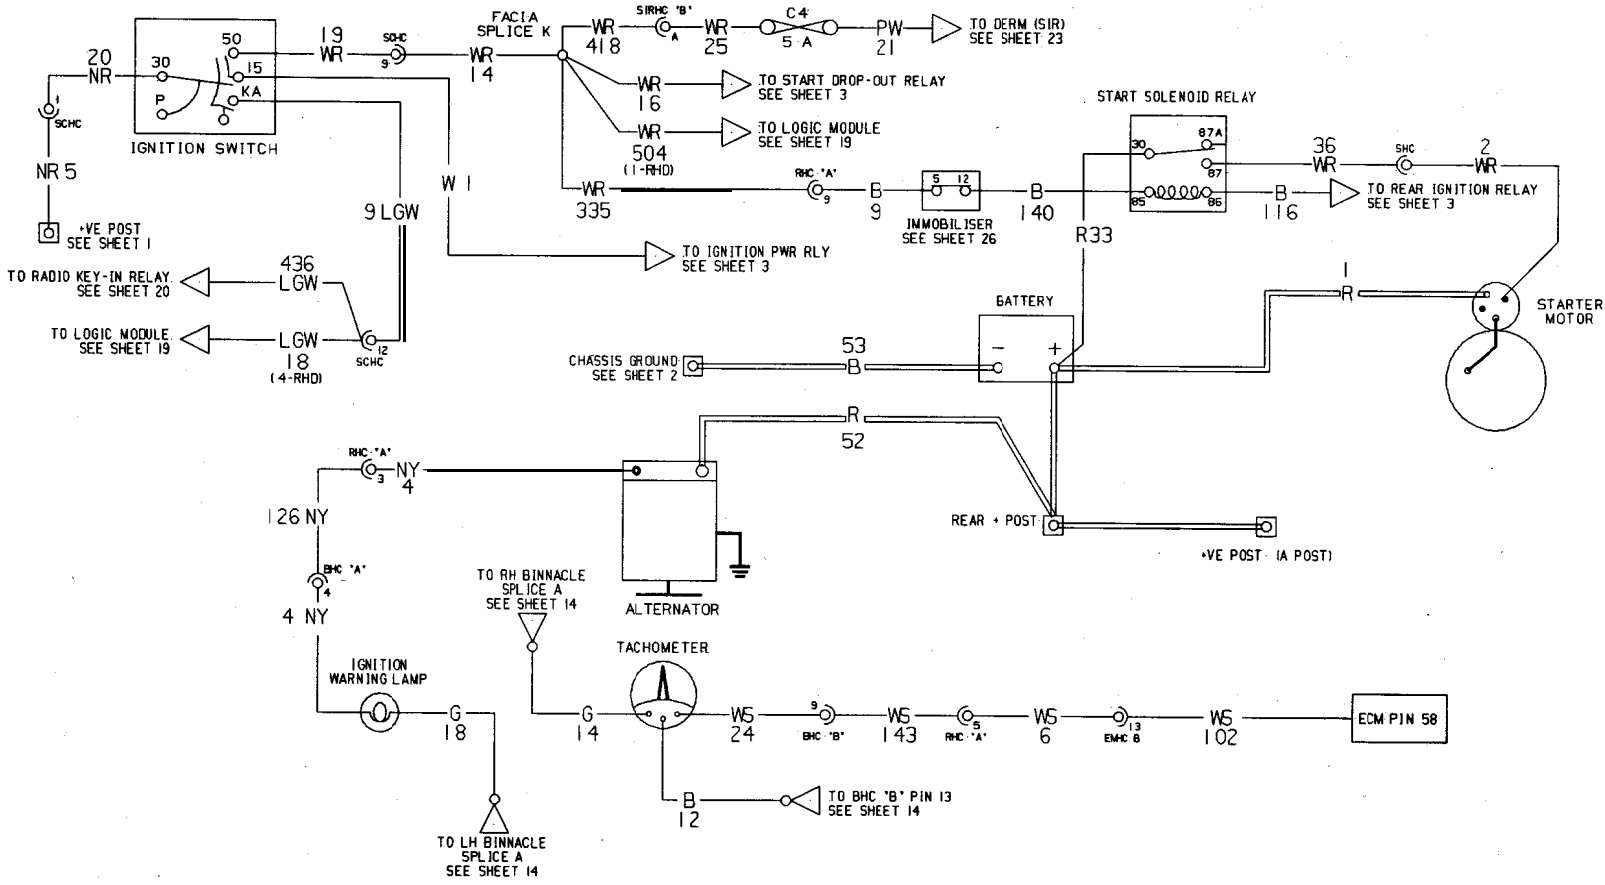 FACIA
SPLICE K
SIRHC "B"
A
WR
418
WR
25
C4
5 A
PW
21
TO DERM (SIR)
SEE SHEET 23
20
NR
30
50
15
KA
P
IGNITION SWITCH
19
WR
SCHC
9
WR
14
WR
16
TO START DROP-OUT RELAY
SEE SHEET 3
WR
504
(1-RHD)
TO LOGIC MODULE
SEE SHEET 19
START SOLENOID RELAY
30
87A
87
85
86
36
WR
SHC
2
WR
1
SCHC
NR 5
+VE POST
SEE SHEET 1
9 LGW
W 1
WR
335
RHC "A"
9
B
9
5 12
IMMOBILISER
SEE SHEET 26
B
140
R33
B
116
TO REAR IGNITION RELAY
SEE SHEET 3
TO IGNITION PWR RLY
SEE SHEET 3
TO RADIO KEY-IN RELAY
SEE SHEET 20
436
LGW
TO LOGIC MODULE
SEE SHEET 19
LGW
18
(4-RHD)
12
SCHC
BATTERY
- +
1
R
STARTER
MOTOR
CHASSIS GROUND
SEE SHEET 2
53
B
R
52
RHC "A"
3
NY
4
126 NY
BHC "A"
4
4 NY
REAR + POST
+VE POST (A POST)
ALTERNATOR
TO RH BINNACLE
SPLICE A
SEE SHEET 14
TACHOMETER
IGNITION
WARNING LAMP
G
18
G
14
WS
24
9
BHC "B"
WS
143
5
RHC "A"
WS
6
13
EMHC B
WS
102
ECM PIN 58
B
12
TO BHC "B" PIN 13
SEE SHEET 14
TO LH BINNACLE
SPLICE A
SEE SHEET 14